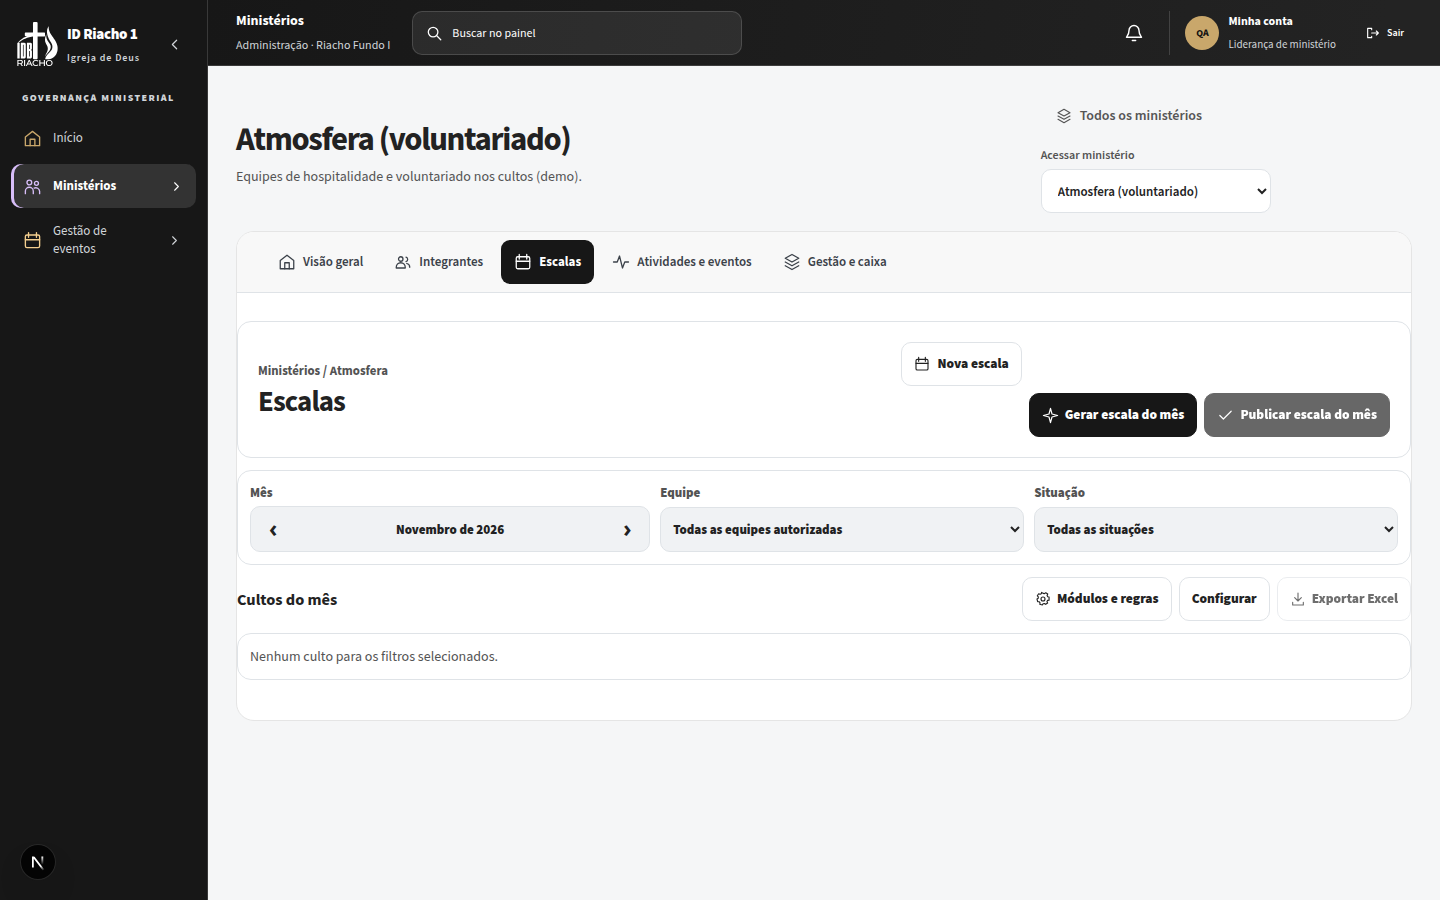 IDB
RIACHO
ID Riacho 1
Igreja de Deus
GOVERNANÇA MINISTERIAL
Início
Ministérios
Gestão de
eventos
N
Ministérios
Administração · Riacho Fundo I
Buscar no painel
QA
Minha conta
Liderança de ministério
Sair
Atmosfera (voluntariado)
Equipes de hospitalidade e voluntariado nos cultos (demo).
Todos os ministérios
Acessar ministério
Atmosfera (voluntariado)
Visão geral
Integrantes
Escalas
Atividades e eventos
Gestão e caixa
Ministérios / Atmosfera
Escalas
Nova escala
Gerar escala do mês
Publicar escala do mês
Mês
Novembro de 2026
Equipe
Todas as equipes autorizadas
Situação
Todas as situações
Cultos do mês
Módulos e regras
Configurar
Exportar Excel
Nenhum culto para os filtros selecionados.